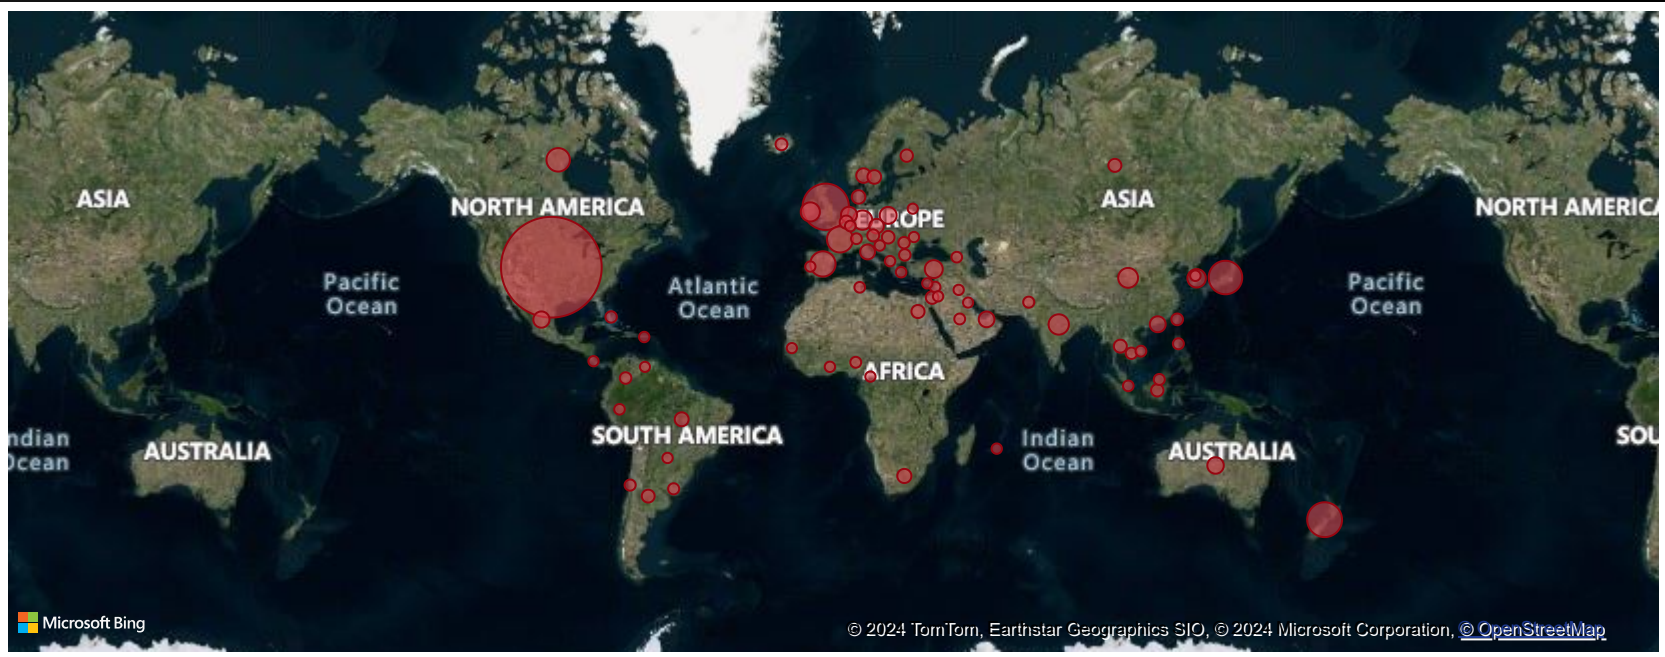 ASIA
NORTH AMERICA
EUROPE
ASIA
NORTH AMERICA
Pacific
Ocean
Atlantic
Ocean
Pacific
Ocean
AFRICA
ndian
Ocean
AUSTRALIA
SOUTH AMERICA
Indian
Ocean
AUSTRALIA
SOU
Microsoft Bing
© 2024 TomTom, Earthstar Geographics SIO, © 2024 Microsoft Corporation, © OpenStreetMap